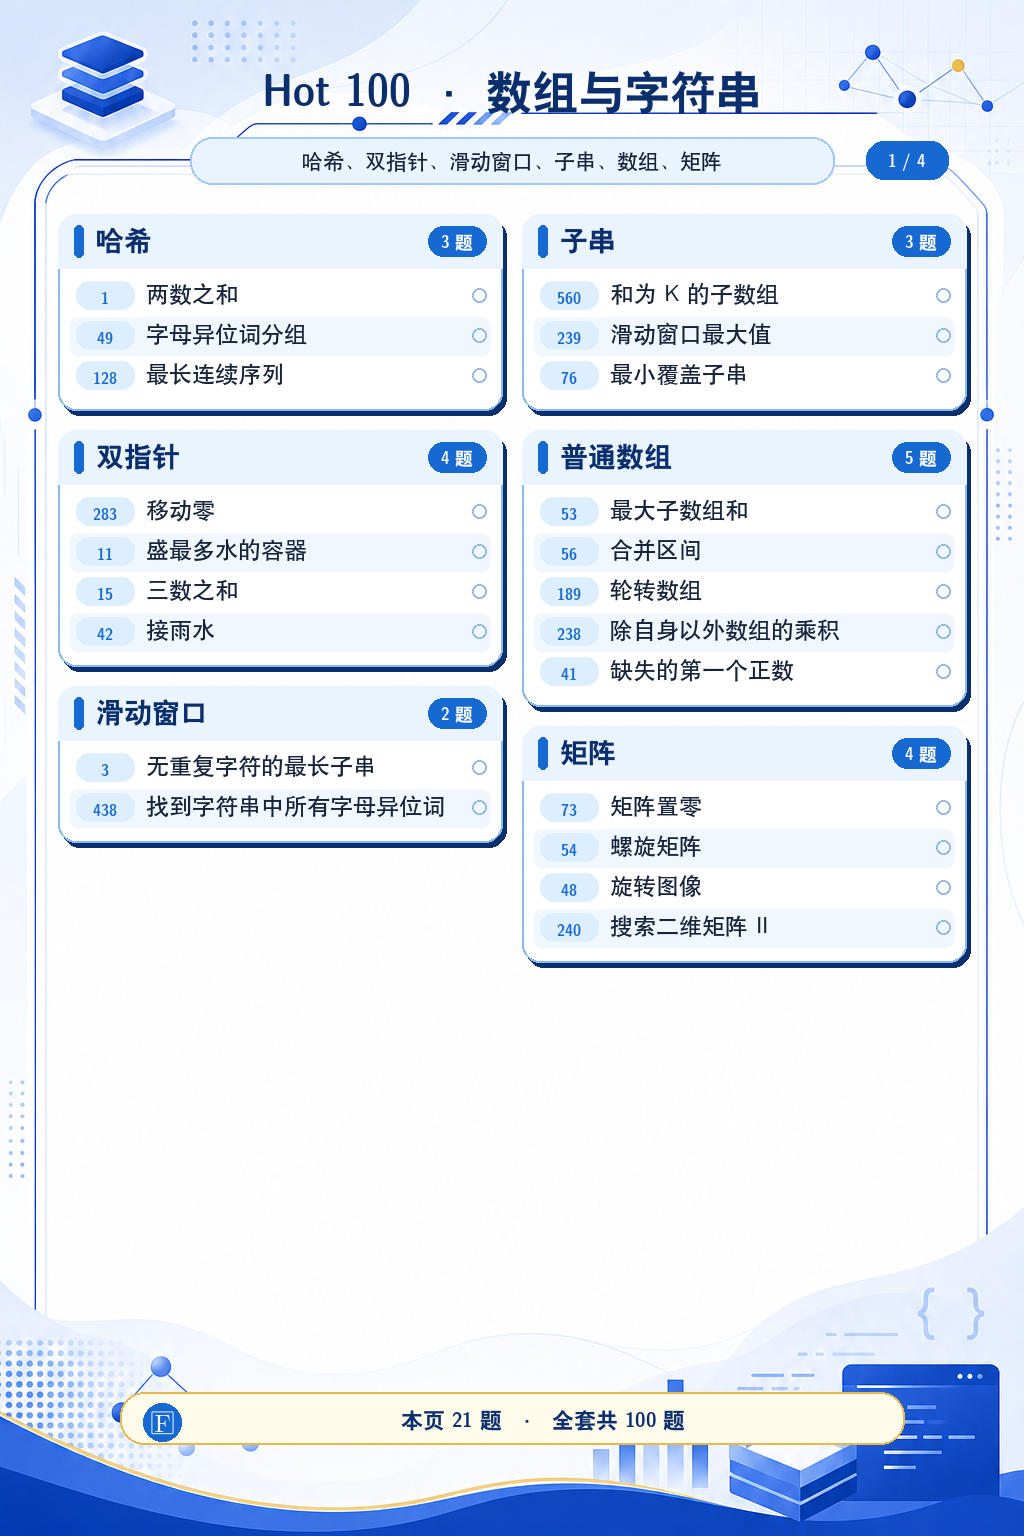 Hot 100 · 数组与字符串
哈希、双指针、滑动窗口、子串、数组、矩阵
1 / 4
哈希
3 题
1 两数之和
49 字母异位词分组
128 最长连续序列
双指针
4 题
283 移动零
11 盛最多水的容器
15 三数之和
42 接雨水
滑动窗口
2 题
3 无重复字符的最长子串
438 找到字符串中所有字母异位词
子串
3 题
560 和为 K 的子数组
239 滑动窗口最大值
76 最小覆盖子串
普通数组
5 题
53 最大子数组和
56 合并区间
189 轮转数组
238 除自身以外数组的乘积
41 缺失的第一个正数
矩阵
4 题
73 矩阵置零
54 螺旋矩阵
48 旋转图像
240 搜索二维矩阵 II
{ }
F
本页 21 题 · 全套共 100 题